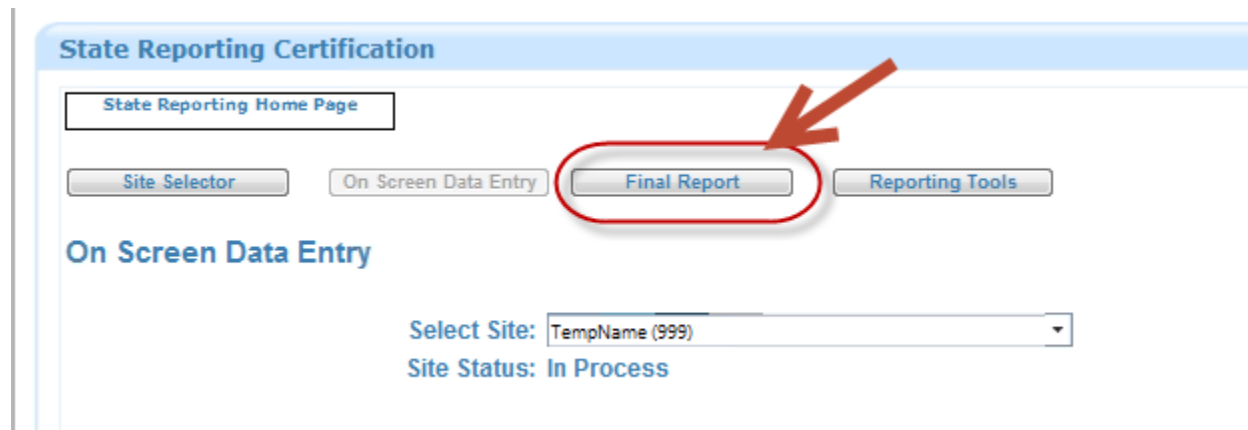 State Reporting Certification
State Reporting Home Page
Site Selector On Screen Data Entry Final Report Reporting Tools
On Screen Data Entry
Select Site: TempName (999)
Site Status: In Process